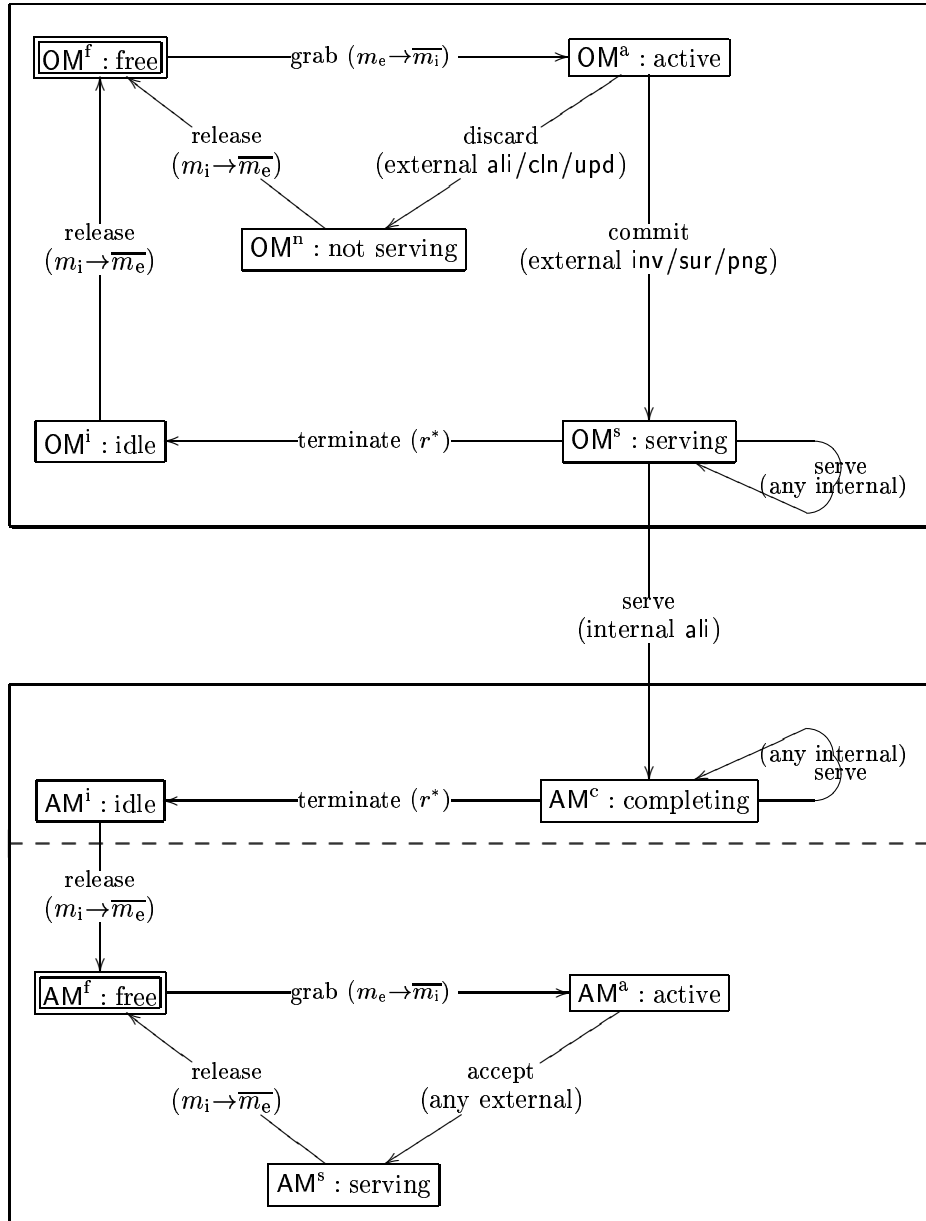 OMᶠ : free
grab (mₑ→m̅ᵢ)
OMᵃ : active
release
(mᵢ→m̅ₑ)
discard
(external ali/cln/upd)
release
(mᵢ→m̅ₑ)
OMⁿ : not serving
commit
(external inv/sur/png)
OMⁱ : idle
terminate (r*)
OMˢ : serving
serve
(any internal)
serve
(internal ali)
(any internal)
serve
AMⁱ : idle
terminate (r*)
AMᶜ : completing
release
(mᵢ→m̅ₑ)
AMᶠ : free
grab (mₑ→m̅ᵢ)
AMᵃ : active
release
(mᵢ→m̅ₑ)
accept
(any external)
AMˢ : serving